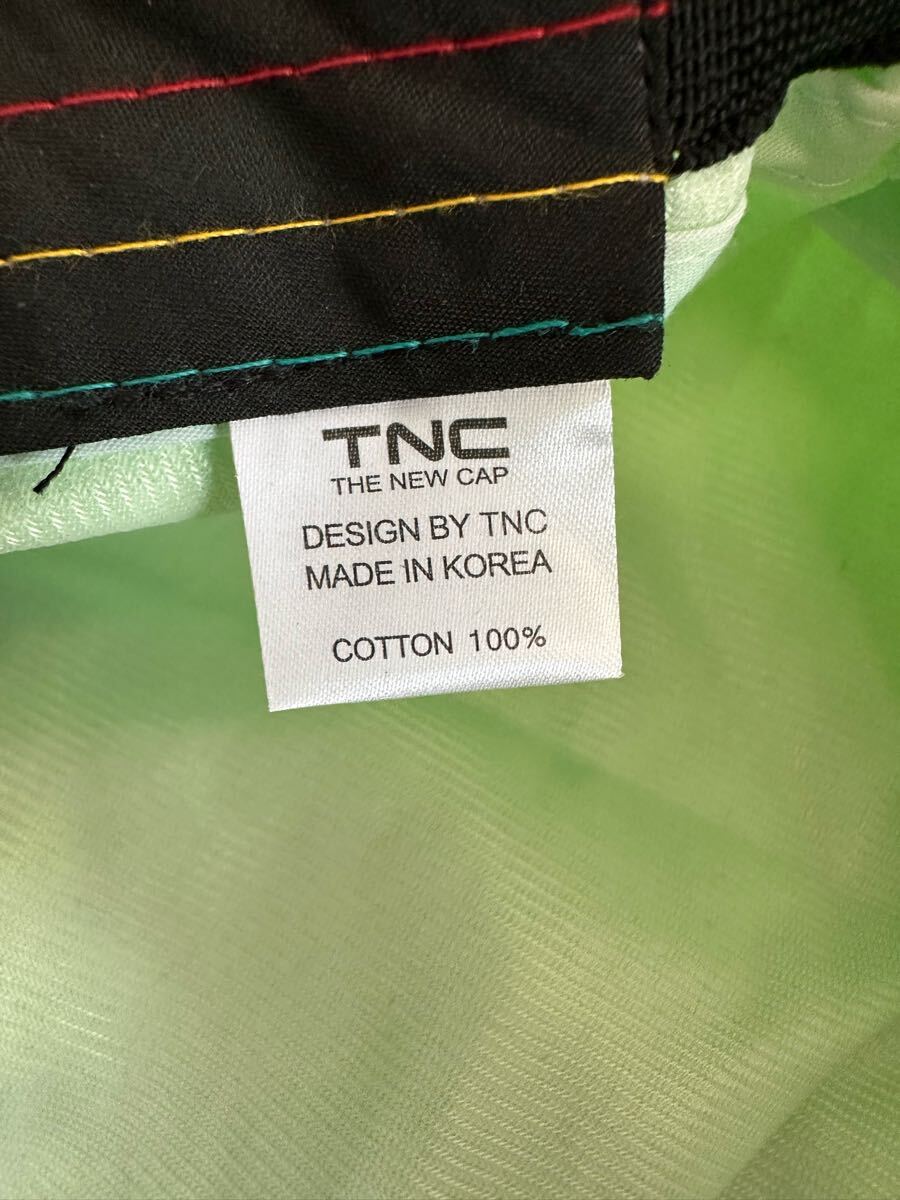 TNC
THE NEW CAP
DESIGN BY TNC
MADE IN KOREA
COTTON 100%